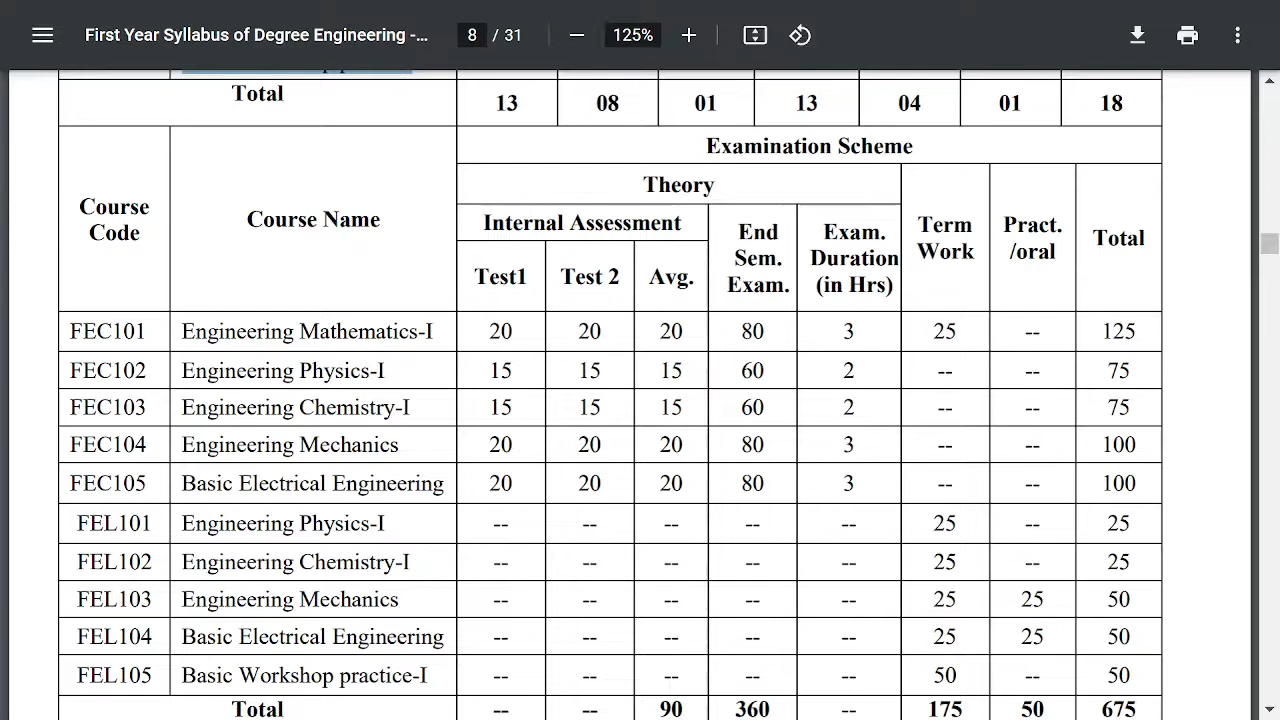 First Year Syllabus of Degree Engineering -... 8 / 31 125%
Total 13 08 01 13 04 01 18
Course Code Course Name Examination Scheme
Theory Term Work Pract. /oral Total
Internal Assessment End Sem. Exam. Exam. Duration (in Hrs)
Test1 Test 2 Avg.
FEC101 Engineering Mathematics-I 20 20 20 80 3 25 -- 125
FEC102 Engineering Physics-I 15 15 15 60 2 -- -- 75
FEC103 Engineering Chemistry-I 15 15 15 60 2 -- -- 75
FEC104 Engineering Mechanics 20 20 20 80 3 -- -- 100
FEC105 Basic Electrical Engineering 20 20 20 80 3 -- -- 100
FEL101 Engineering Physics-I -- -- -- -- -- 25 -- 25
FEL102 Engineering Chemistry-I -- -- -- -- -- 25 -- 25
FEL103 Engineering Mechanics -- -- -- -- -- 25 25 50
FEL104 Basic Electrical Engineering -- -- -- -- -- 25 25 50
FEL105 Basic Workshop practice-I -- -- -- -- -- 50 -- 50
Total -- -- 90 360 -- 175 50 675